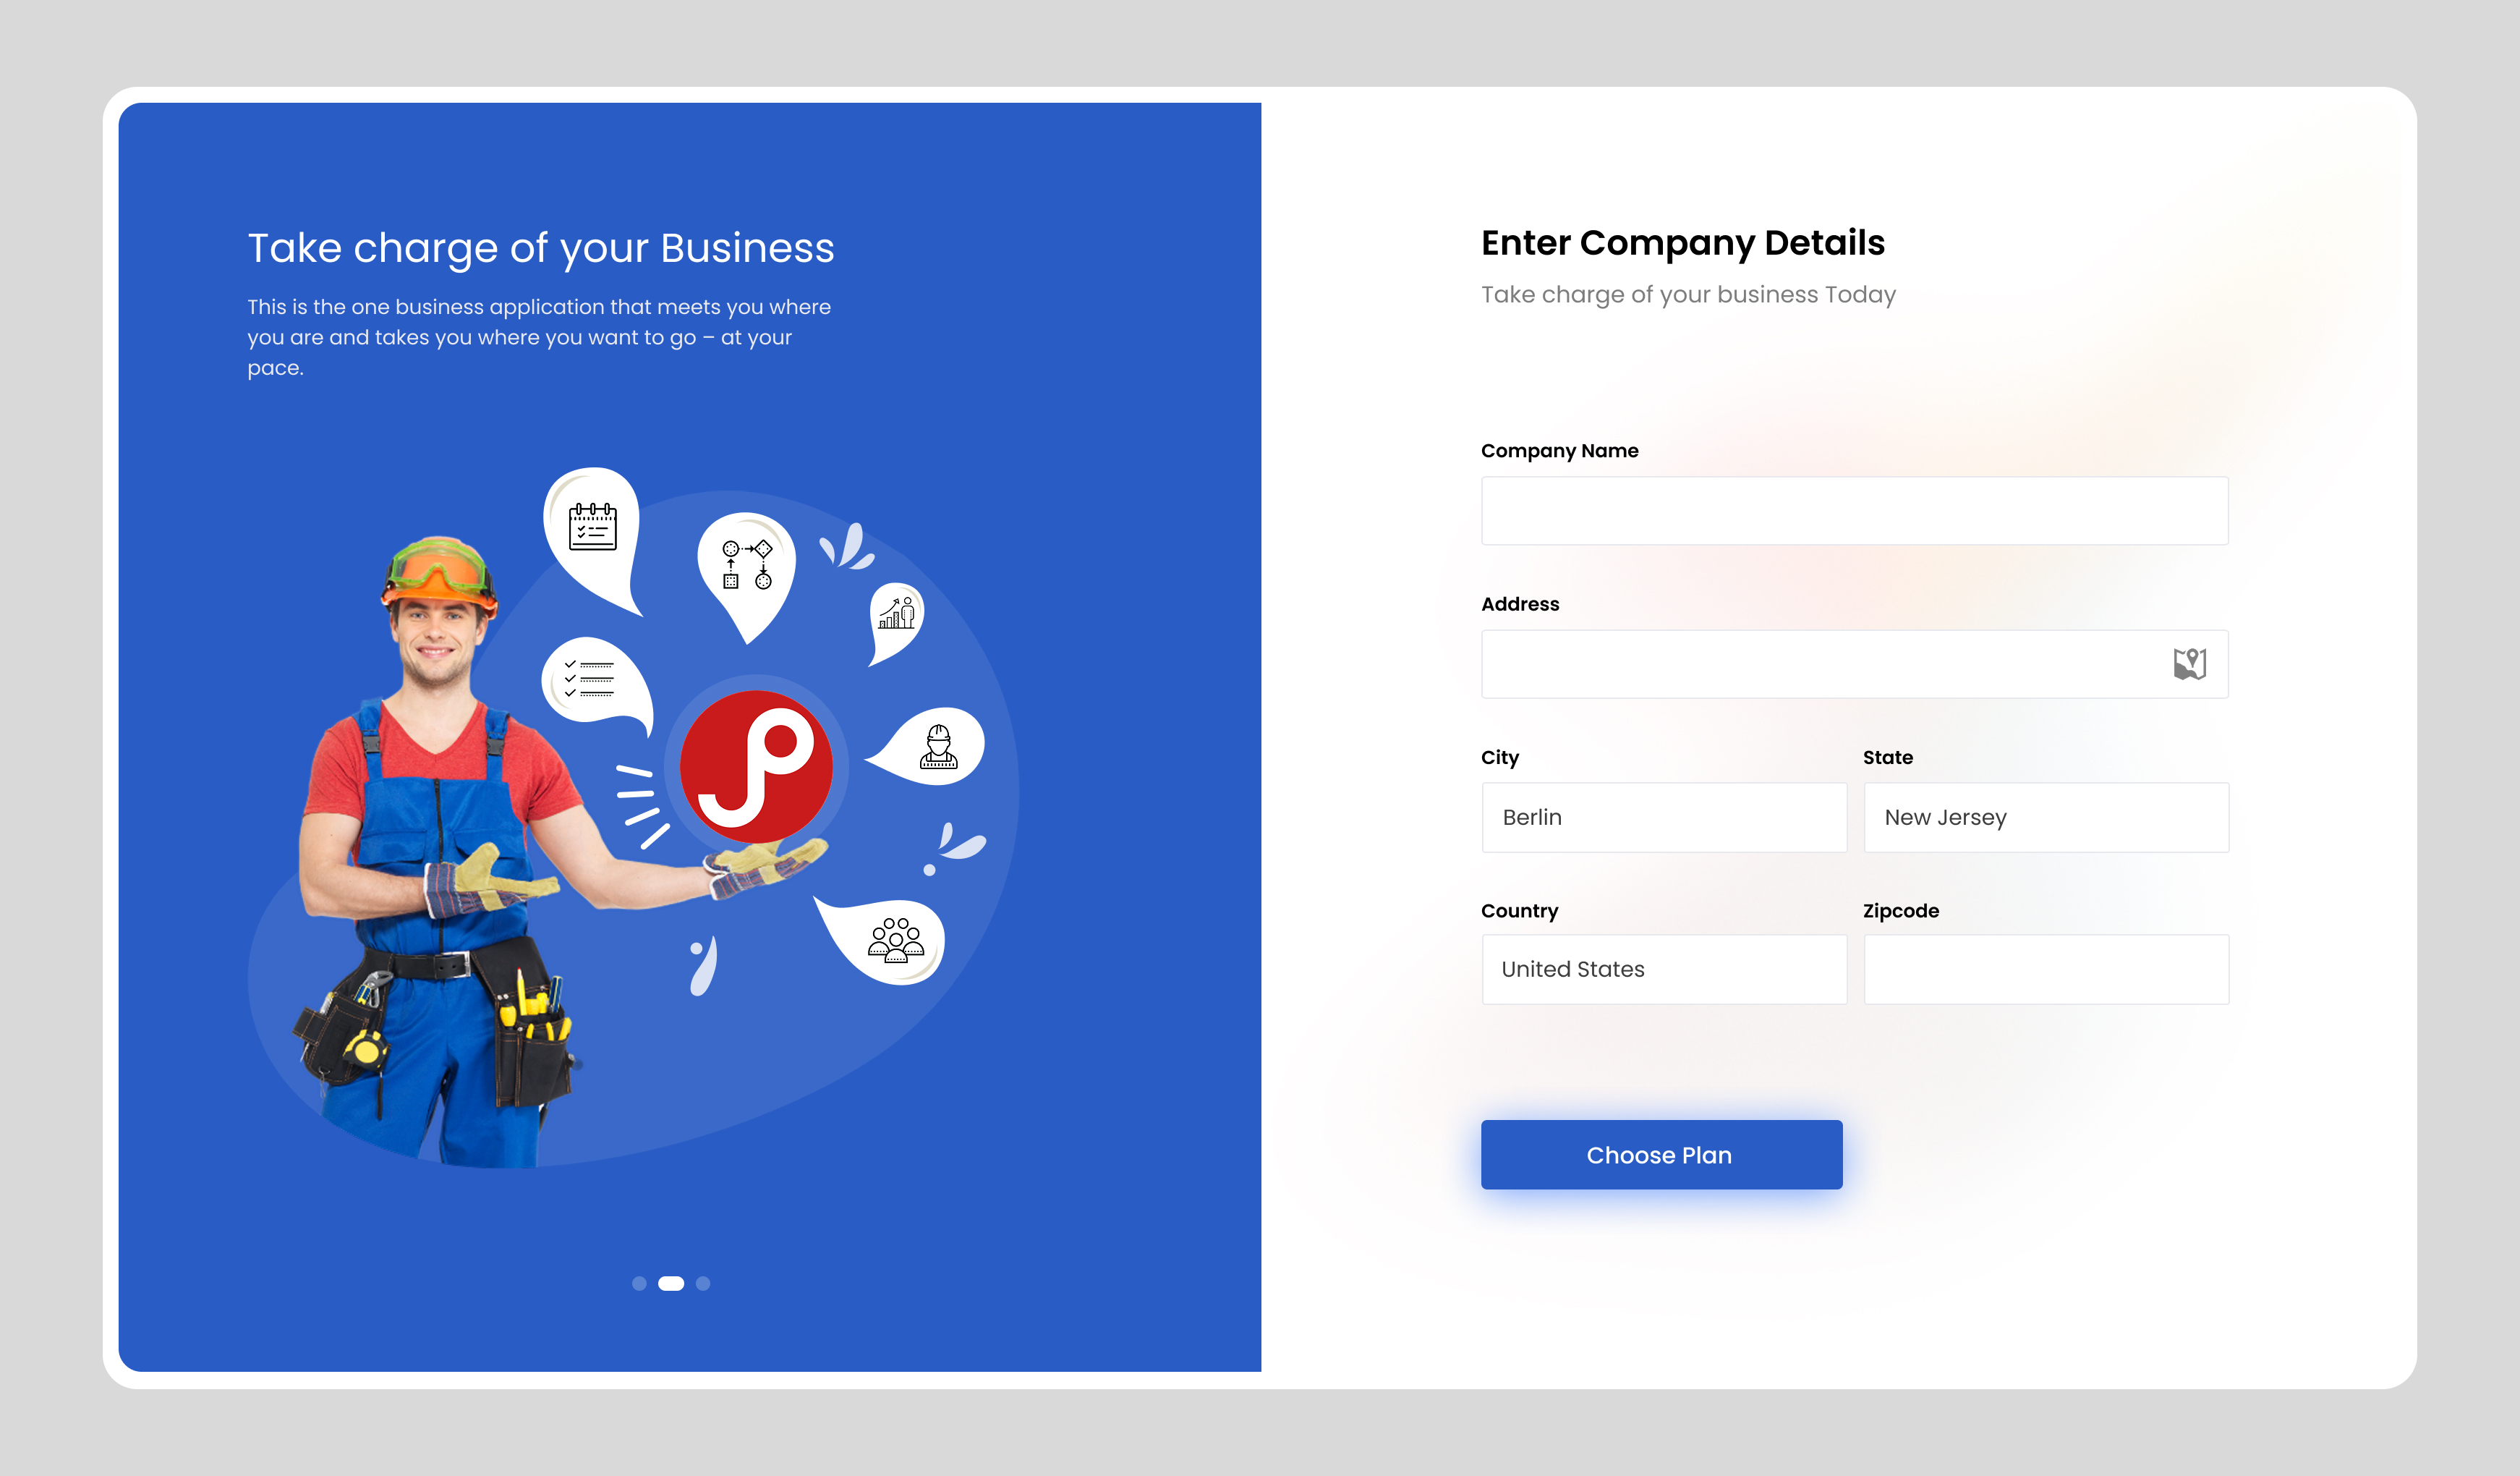 Take charge of your Business
This is the one business application that meets you where
you are and takes you where you want to go – at your
pace.
Enter Company Details
Take charge of your business Today
Company Name
Address
City
State
Berlin
New Jersey
Country
Zipcode
United States
Choose Plan